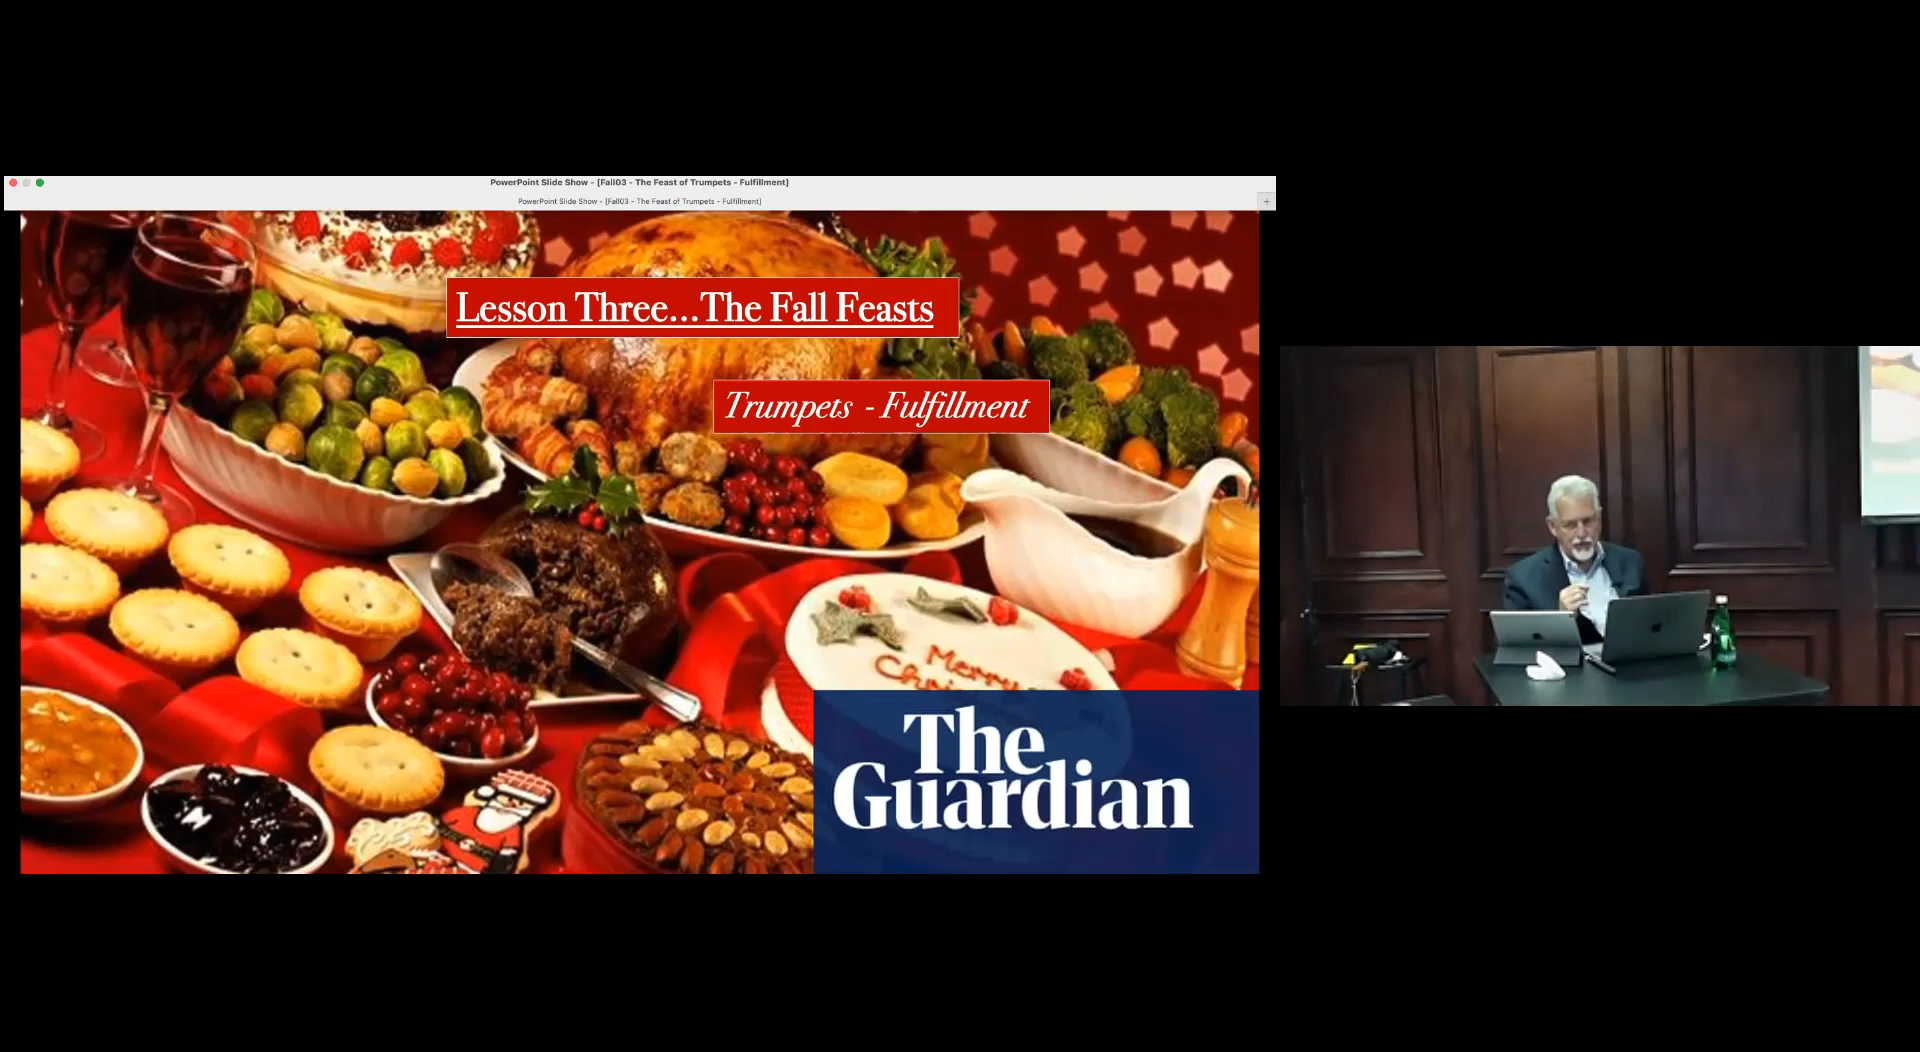 PowerPoint Slide Show - [Fall03 - The Feast of Trumpets - Fulfillment]
PowerPoint Slide Show - [Fall03 - The Feast of Trumpets - Fulfillment]
Lesson Three...The Fall Feasts
Trumpets - Fulfillment
Merry
The
Guardian